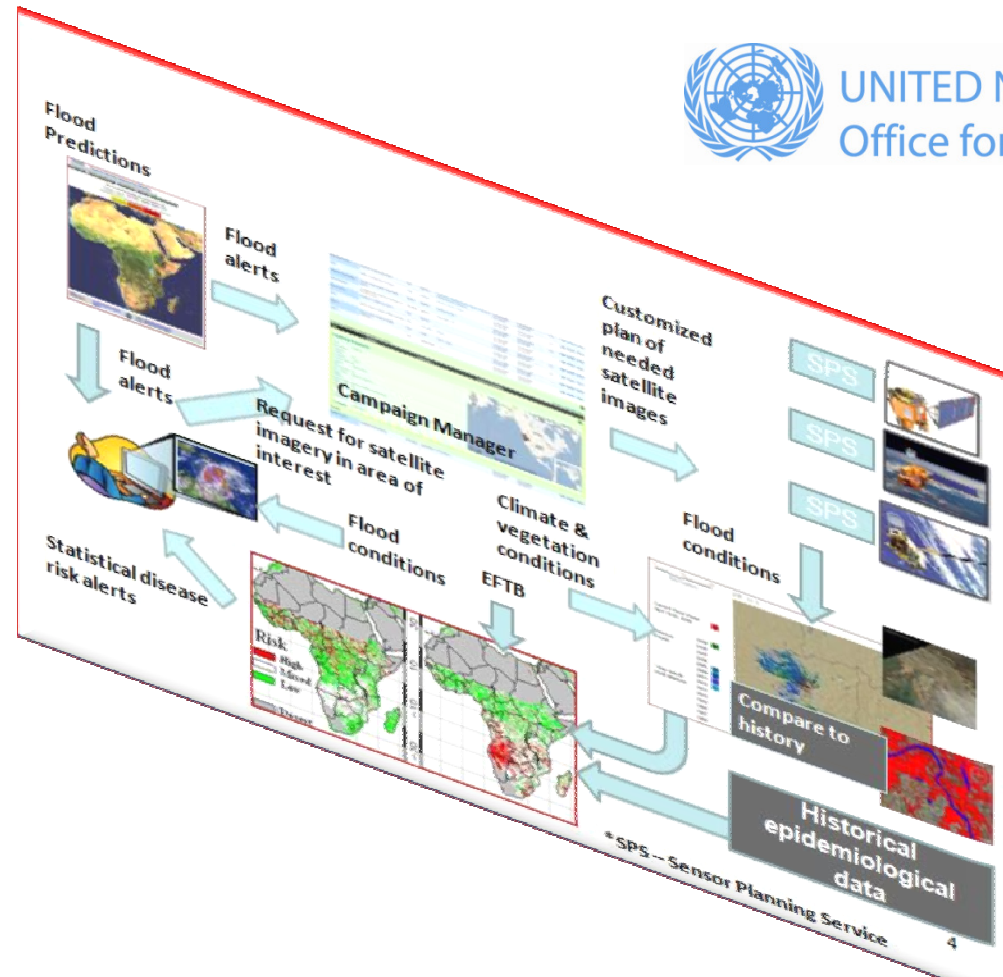 UNITED N
Office for
Flood
Predictions
Flood
alerts
Flood
alerts
Campaign Manager
Request for satellite
imagery in area of
interest
Customized
plan of
needed
satellite
images
SPS
SPS
SPS
Flood
conditions
Climate &
vegetation
conditions
Flood
conditions
EFTB
Statistical disease
risk alerts
Risk
High
Mixed
Low
Compare to
history
Historical
epidemiological
data
* SPS -- Sensor Planning Service
4